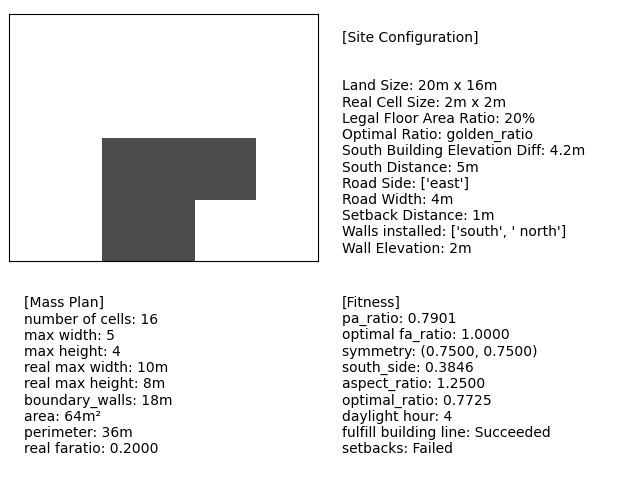 [Site Configuration]
Land Size: 20m x 16m
Real Cell Size: 2m x 2m
Legal Floor Area Ratio: 20%
Optimal Ratio: golden_ratio
South Building Elevation Diff: 4.2m
South Distance: 5m
Road Side: ['east']
Road Width: 4m
Setback Distance: 1m
Walls installed: ['south', ' north']
Wall Elevation: 2m
[Mass Plan]
number of cells: 16
max width: 5
max height: 4
real max width: 10m
real max height: 8m
boundary_walls: 18m
area: 64m²
perimeter: 36m
real faratio: 0.2000
[Fitness]
pa_ratio: 0.7901
optimal fa_ratio: 1.0000
symmetry: (0.7500, 0.7500)
south_side: 0.3846
aspect_ratio: 1.2500
optimal_ratio: 0.7725
daylight hour: 4
fulfill building line: Succeeded
setbacks: Failed